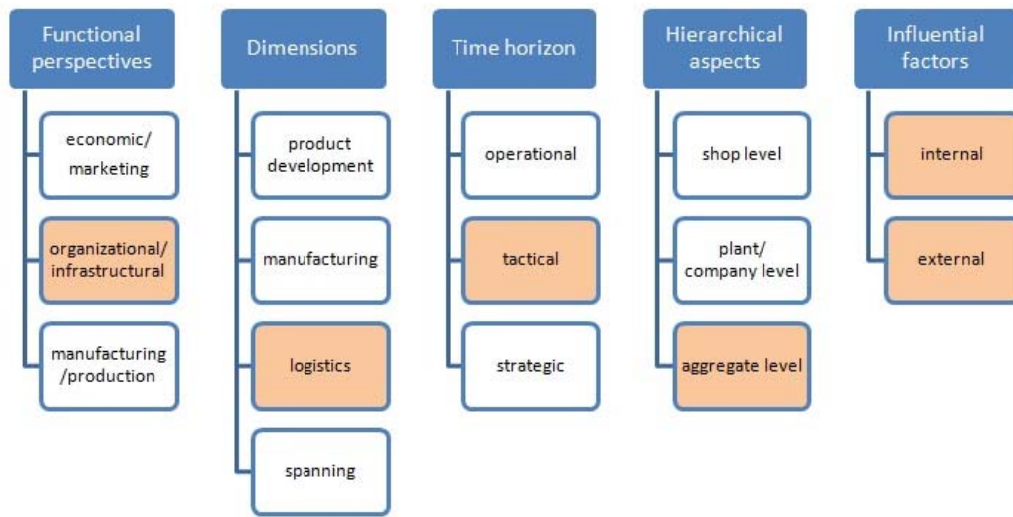 Functional
perspectives
economic/
marketing
organizational/
infrastructural
manufacturing
/production
Dimensions
product
development
manufacturing
logistics
spanning
Time horizon
operational
tactical
strategic
Hierarchical
aspects
shop level
plant/
company level
aggregate level
Influential
factors
internal
external